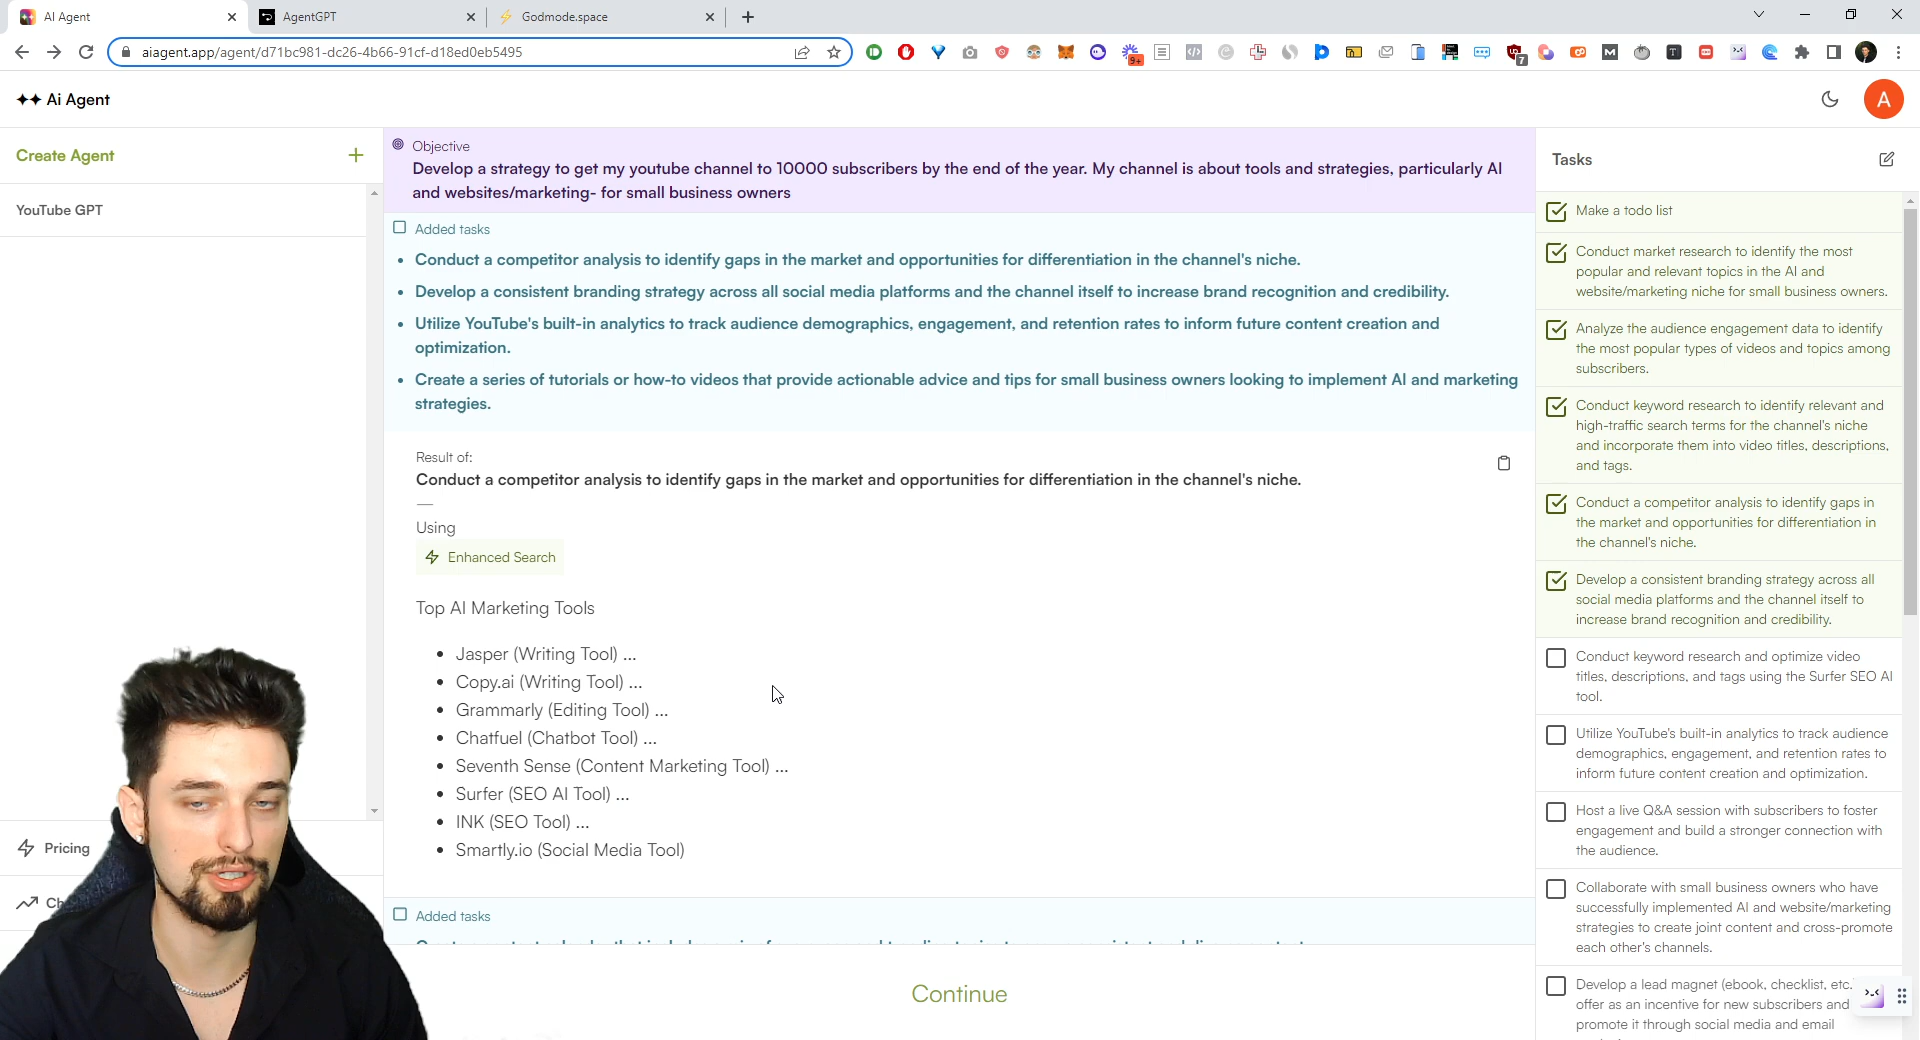 AI Agent
AgentGPT
Godmode.space
aiagent.app/agent/d71bc981-dc26-4b66-91cf-d18ed0eb5495
9+
7
Ai Agent
A
Create Agent
YouTube GPT
Pricing
Objective
Develop a strategy to get my youtube channel to 10000 subscribers by the end of the year. My channel is about tools and strategies, particularly AI
and websites/marketing- for small business owners
Added tasks
• Conduct a competitor analysis to identify gaps in the market and opportunities for differentiation in the channel's niche.
• Develop a consistent branding strategy across all social media platforms and the channel itself to increase brand recognition and credibility.
• Utilize YouTube's built-in analytics to track audience demographics, engagement, and retention rates to inform future content creation and
optimization.
• Create a series of tutorials or how-to videos that provide actionable advice and tips for small business owners looking to implement AI and marketing
strategies.
Result of:
Conduct a competitor analysis to identify gaps in the market and opportunities for differentiation in the channel's niche.
—
Using
Enhanced Search
Top AI Marketing Tools
• Jasper (Writing Tool) ...
• Copy.ai (Writing Tool) ...
• Grammarly (Editing Tool) ...
• Chatfuel (Chatbot Tool) ...
• Seventh Sense (Content Marketing Tool) ...
• Surfer (SEO AI Tool) ...
• INK (SEO Tool) ...
• Smartly.io (Social Media Tool)
Added tasks
Continue
Tasks
Make a todo list
Conduct market research to identify the most
popular and relevant topics in the AI and
website/marketing niche for small business owners.
Analyze the audience engagement data to identify
the most popular types of videos and topics among
subscribers.
Conduct keyword research to identify relevant and
high-traffic search terms for the channel's niche
and incorporate them into video titles, descriptions,
and tags.
Conduct a competitor analysis to identify gaps in
the market and opportunities for differentiation in
the channel's niche.
Develop a consistent branding strategy across all
social media platforms and the channel itself to
increase brand recognition and credibility.
Conduct keyword research and optimize video
titles, descriptions, and tags using the Surfer SEO AI
tool.
Utilize YouTube's built-in analytics to track audience
demographics, engagement, and retention rates to
inform future content creation and optimization.
Host a live Q&A session with subscribers to foster
engagement and build a stronger connection with
the audience.
Collaborate with small business owners who have
successfully implemented AI and website/marketing
strategies to create joint content and cross-promote
each other's channels.
Develop a lead magnet (ebook, checklist, etc.
offer as an incentive for new subscribers and
promote it through social media and email